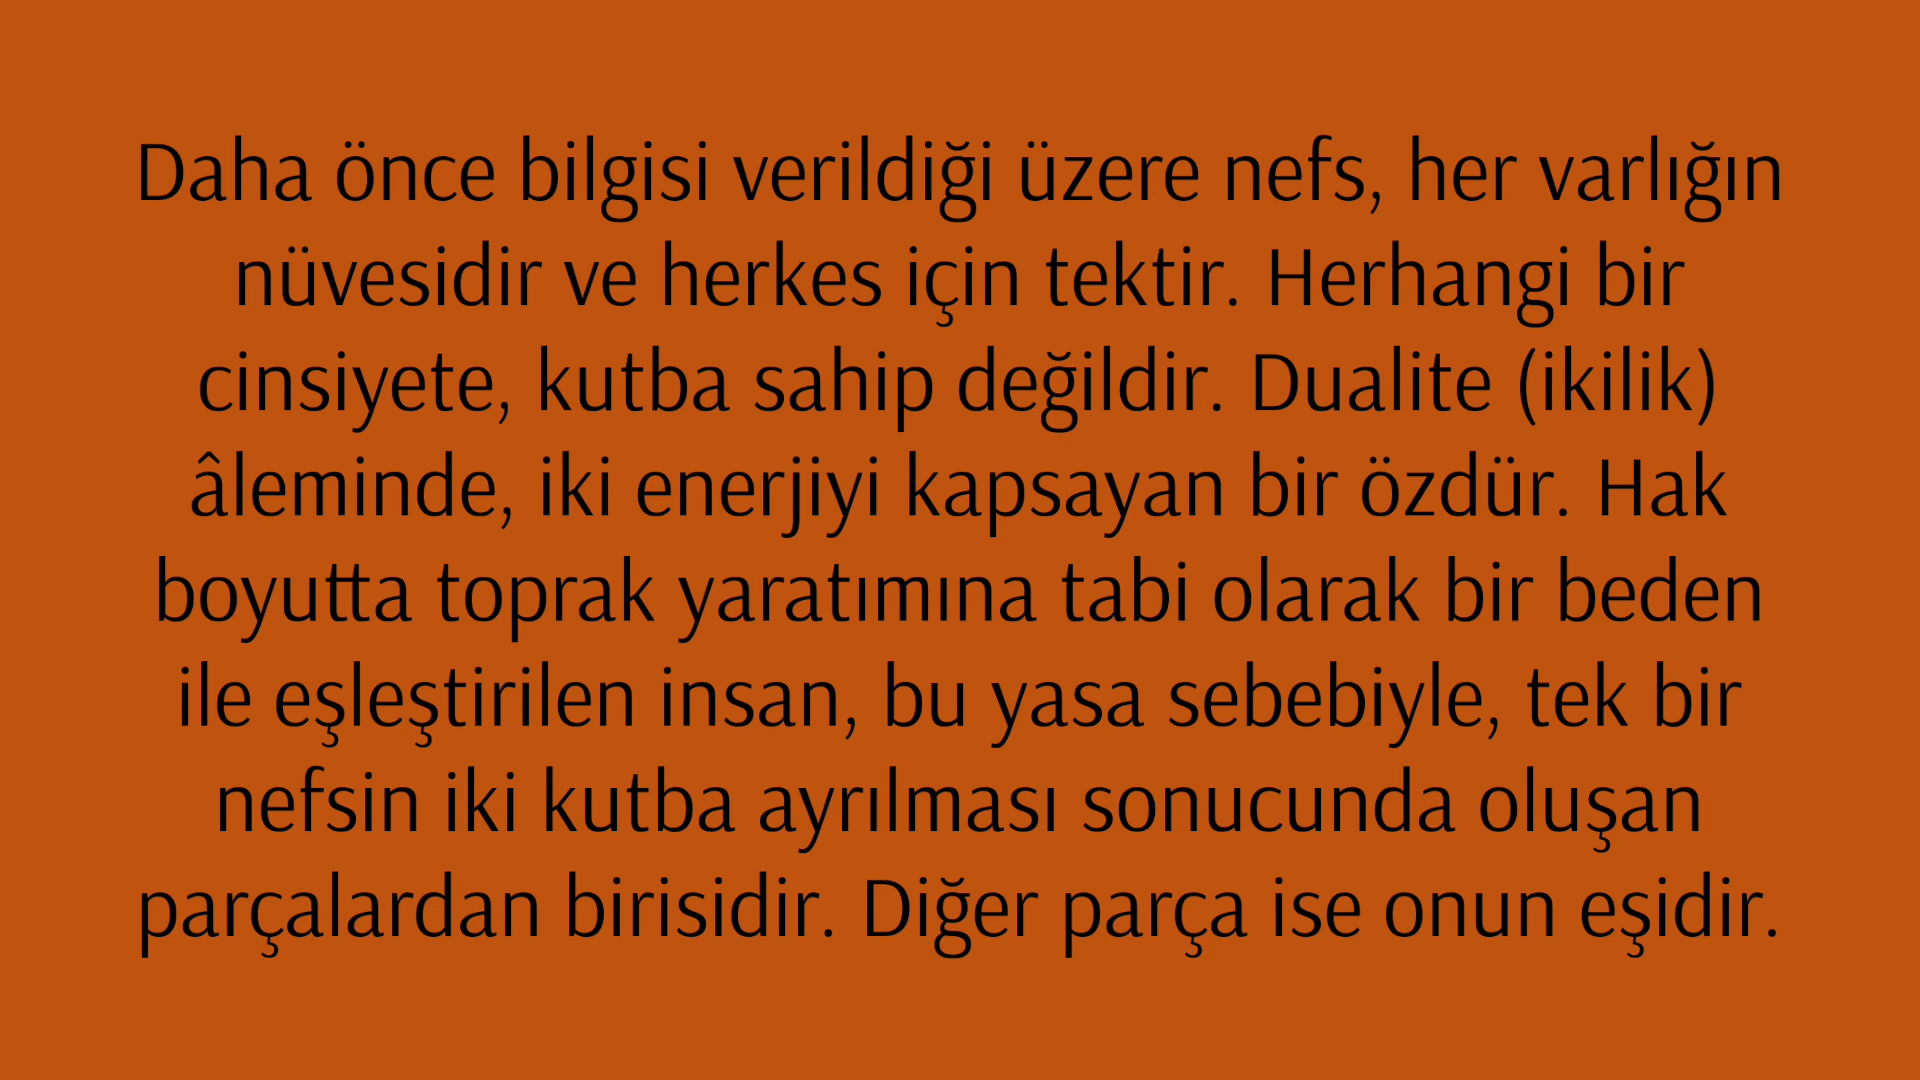 Daha önce bilgisi verildiği üzere nefs, her varlığın
nüvesidir ve herkes için tektir. Herhangi bir
cinsiyete, kutba sahip değildir. Dualite (ikilik)
âleminde, iki enerjiyi kapsayan bir özdür. Hak
boyutta toprak yaratımına tabi olarak bir beden
ile eşleştirilen insan, bu yasa sebebiyle, tek bir
nefsin iki kutba ayrılması sonucunda oluşan
parçalardan birisidir. Diğer parça ise onun eşidir.